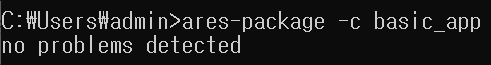 C:₩Users₩admin>ares-package -c basic_app
no problems detected